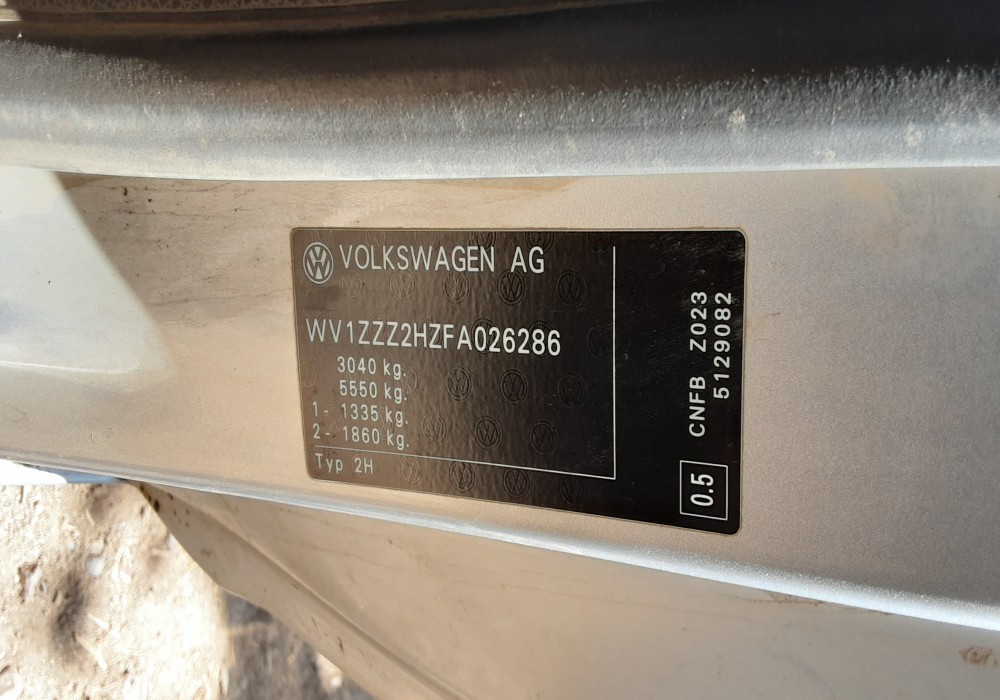 VOLKSWAGEN AG
WV1ZZZ2HZFA026286
3040 kg.
5550 kg.
1- 1335 kg.
2- 1860 kg.
Typ 2H
0.5
CNFB Z023
5129082